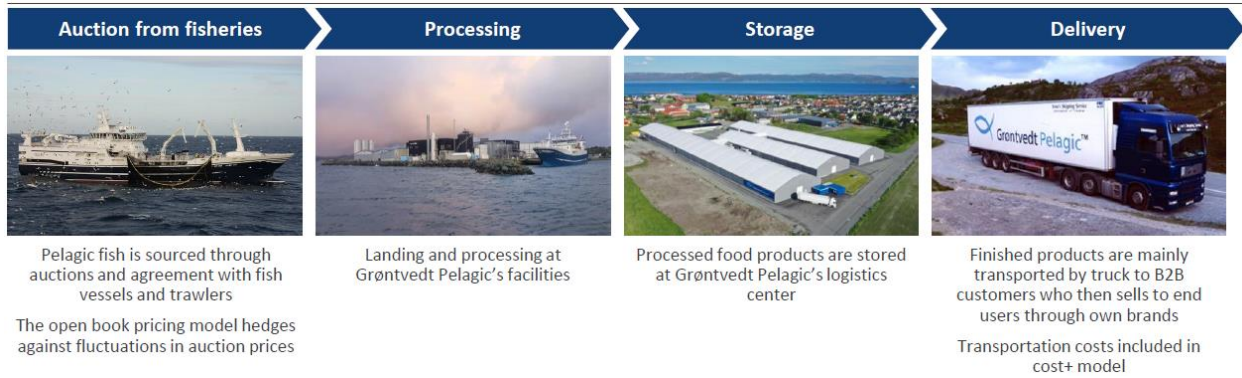 Auction from fisheries
Processing
Storage
Delivery
Grøntvedt Pelagic™
Pelagic fish is sourced through
auctions and agreement with fish
vessels and trawlers
The open book pricing model hedges
against fluctuations in auction prices
Landing and processing at
Grøntvedt Pelagic's facilities
Processed food products are stored
at Grøntvedt Pelagic's logistics
center
Finished products are mainly
transported by truck to B2B
customers who then sells to end
users through own brands
Transportation costs included in
cost+ model